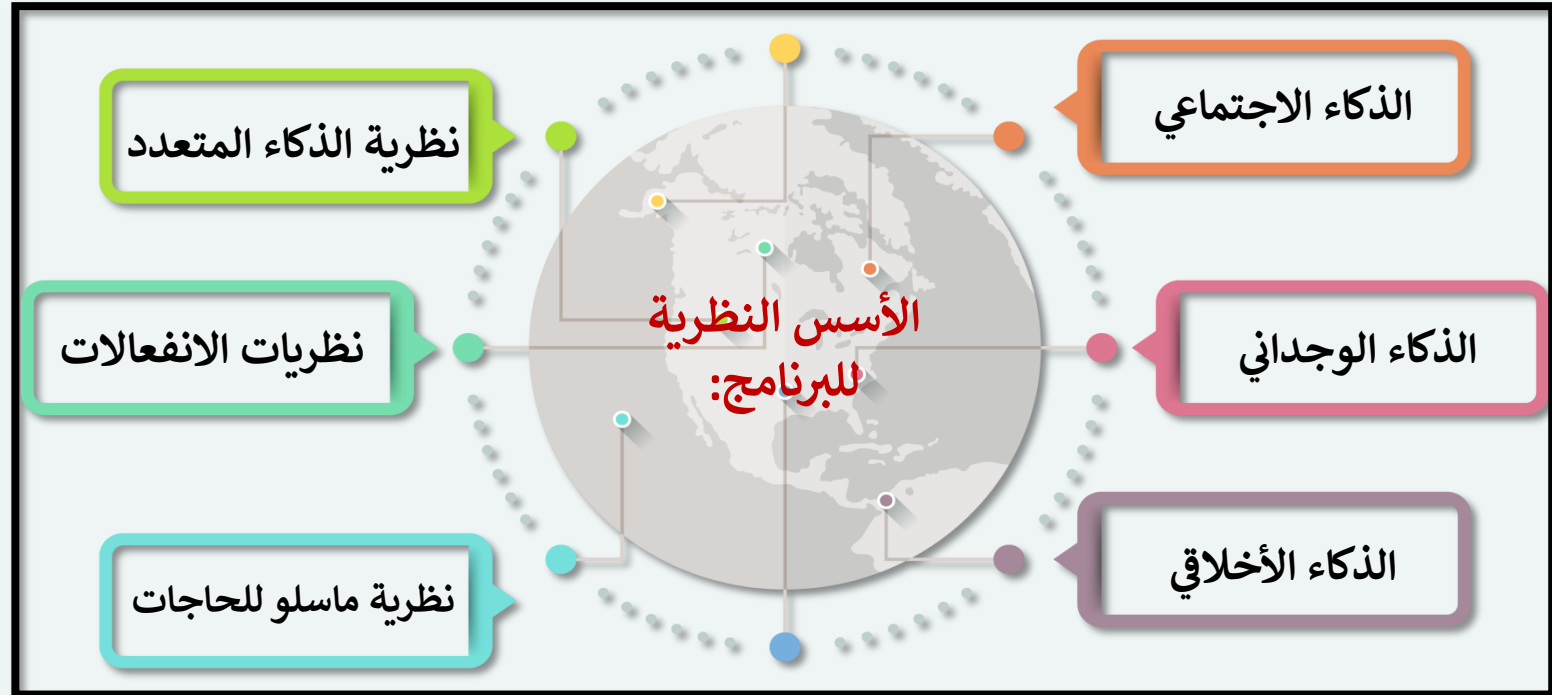 الأسس النظرية
للبرنامج:
الذكاء الاجتماعي
الذكاء الوجداني
الذكاء الأخلاقي
نظرية الذكاء المتعدد
نظريات الانفعالات
نظرية ماسلو للحاجات